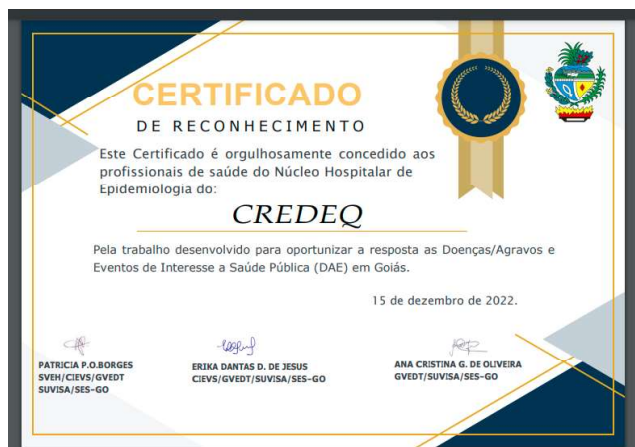 CERTIFICADO
DE RECONHECIMENTO
Este Certificado é orgulhosamente concedido aos
profissionais de saúde do Núcleo Hospitalar de
Epidemiologia do:
CREDEQ
Pela trabalho desenvolvido para oportunizar a resposta as Doenças/Agravos e
Eventos de Interesse a Saúde Pública (DAE) em Goiás.
15 de dezembro de 2022.
PATRICIA P.O.BORGES
SVEH/CIEVS/GVEDT
SUVISA/SES-GO
ERIKA DANTAS D. DE JESUS
CIEVS/GVEDT/SUVISA/SES-GO
ANA CRISTINA G. DE OLIVEIRA
GVEDT/SUVISA/SES-GO